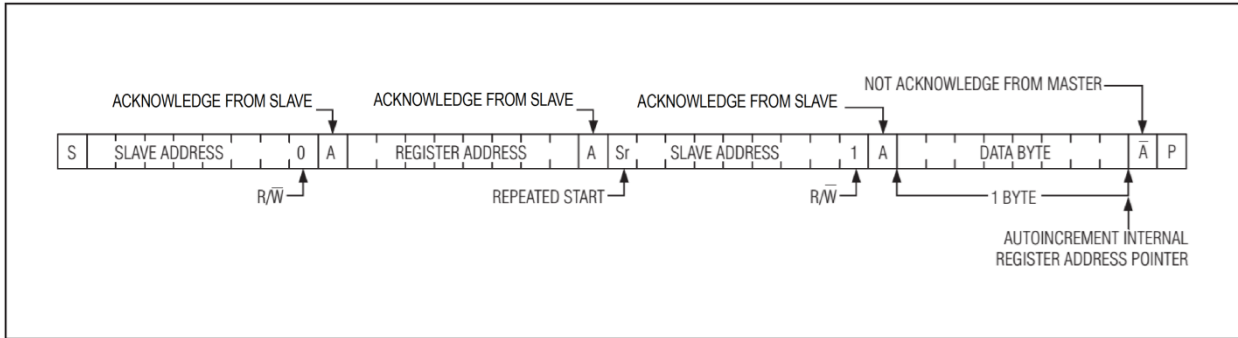 NOT ACKNOWLEDGE FROM MASTER
ACKNOWLEDGE FROM SLAVE ACKNOWLEDGE FROM SLAVE ACKNOWLEDGE FROM SLAVE
S SLAVE ADDRESS 0 A REGISTER ADDRESS A Sr SLAVE ADDRESS 1 A DATA BYTE A̅ P
R/W̅ REPEATED START R/W̅ 1 BYTE
AUTOINCREMENT INTERNAL
REGISTER ADDRESS POINTER